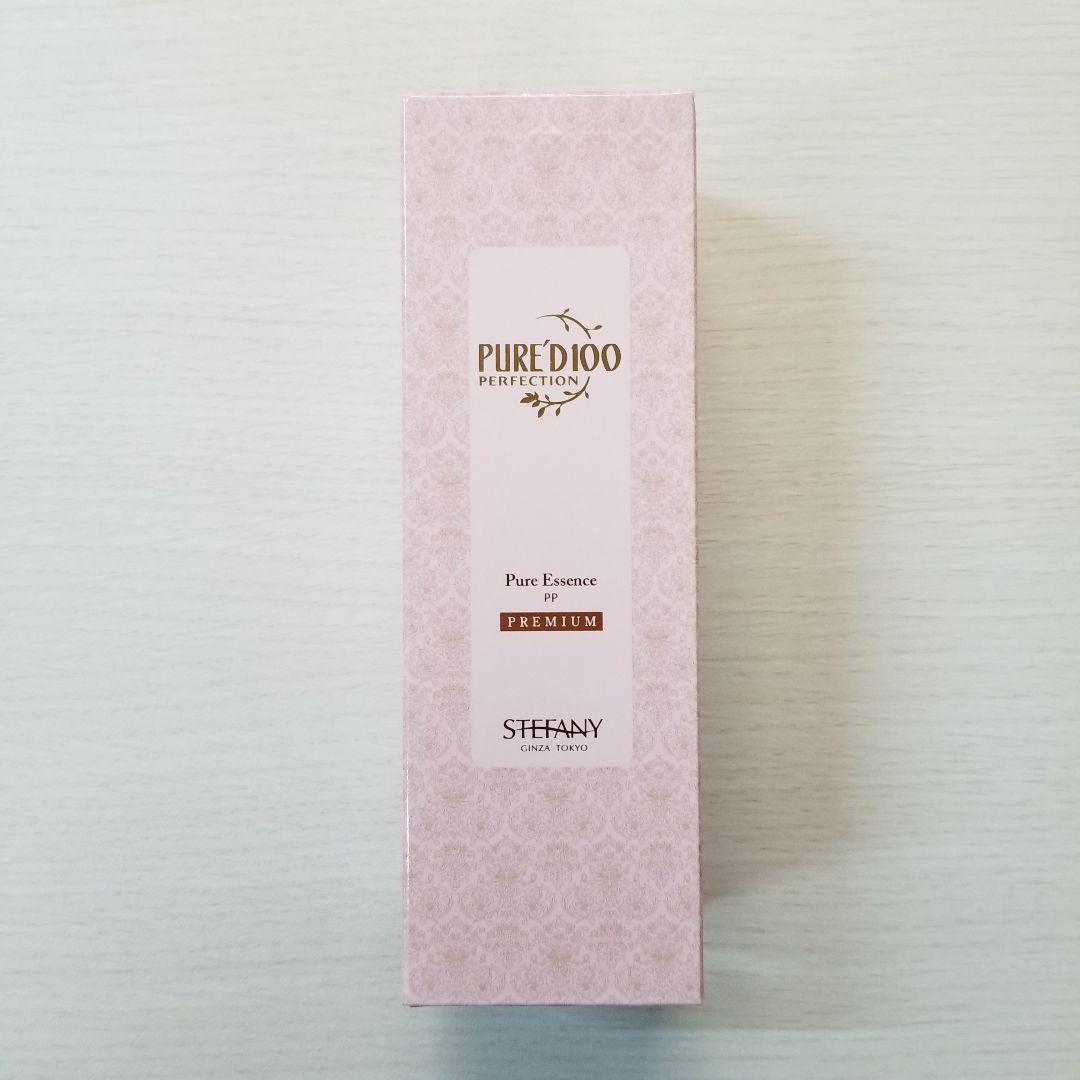 PURE'D100
PERFECTION
Pure Essence
PP
PREMIUM
STEFANY
GINZA TOKYO